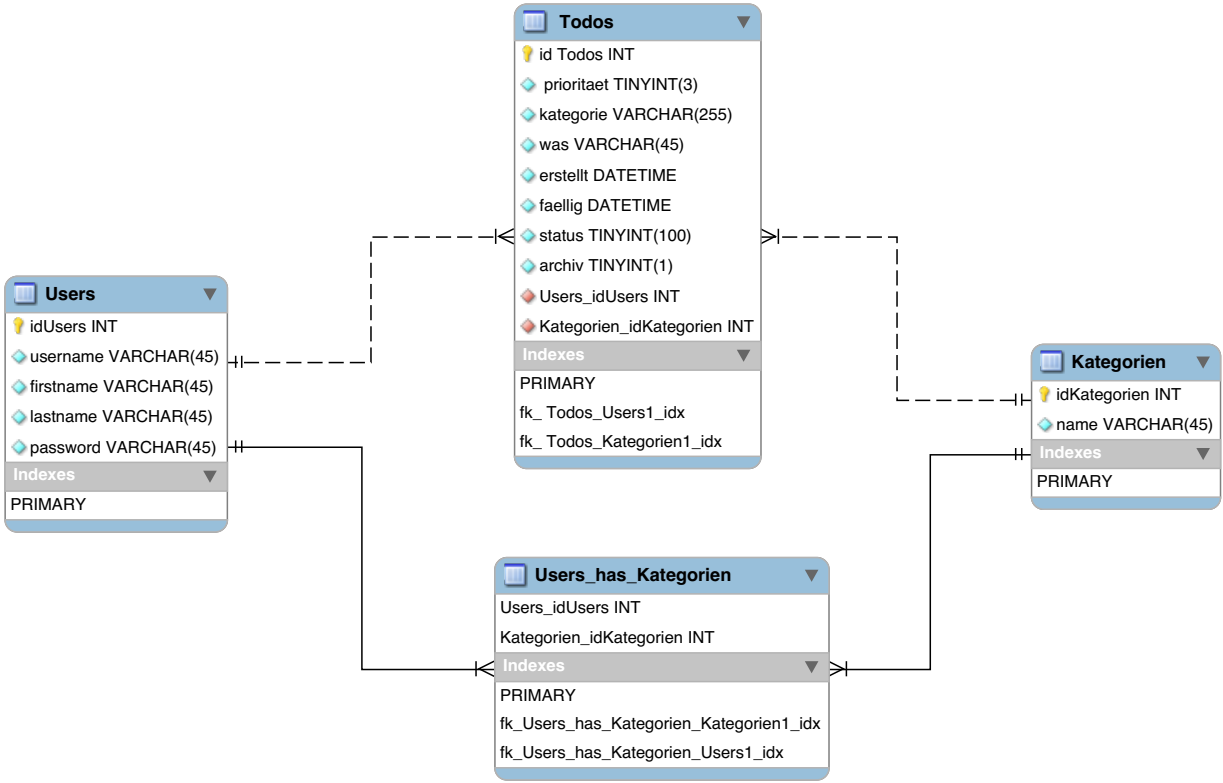 Todos
id Todos INT
prioritaet TINYINT(3)
kategorie VARCHAR(255)
was VARCHAR(45)
erstellt DATETIME
faellig DATETIME
status TINYINT(100)
archiv TINYINT(1)
Users_idUsers INT
Kategorien_idKategorien INT
Indexes
PRIMARY
fk_ Todos_Users1_idx
fk_ Todos_Kategorien1_idx
Users
idUsers INT
username VARCHAR(45)
firstname VARCHAR(45)
lastname VARCHAR(45)
password VARCHAR(45)
Indexes
PRIMARY
Kategorien
idKategorien INT
name VARCHAR(45)
Indexes
PRIMARY
Users_has_Kategorien
Users_idUsers INT
Kategorien_idKategorien INT
Indexes
PRIMARY
fk_Users_has_Kategorien_Kategorien1_idx
fk_Users_has_Kategorien_Users1_idx